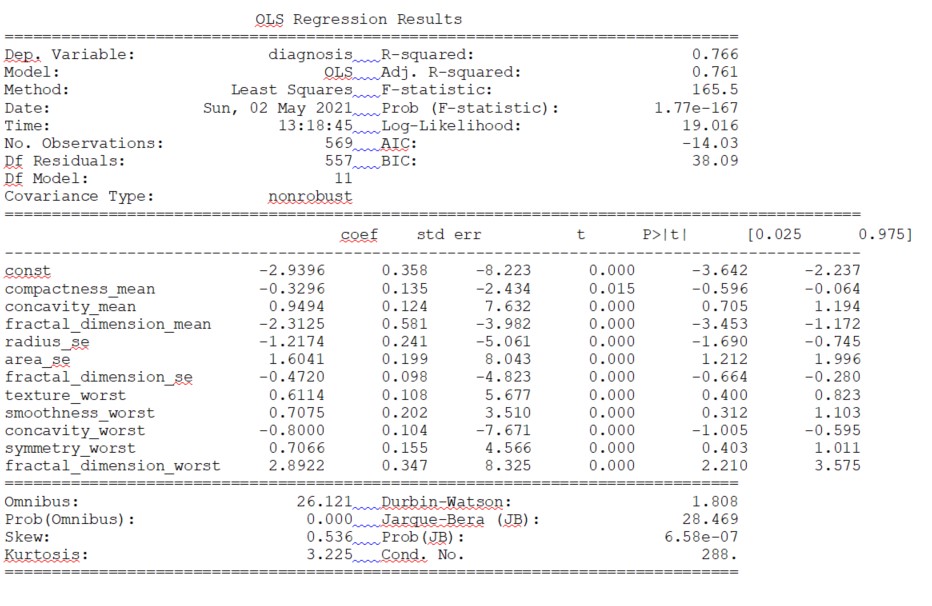 OLS Regression Results
==============================================================================
Dep. Variable: diagnosis R-squared: 0.766
Model: OLS Adj. R-squared: 0.761
Method: Least Squares F-statistic: 165.5
Date: Sun, 02 May 2021 Prob (F-statistic): 1.77e-167
Time: 13:18:45 Log-Likelihood: 19.016
No. Observations: 569 AIC: -14.03
Df Residuals: 557 BIC: 38.09
Df Model: 11
Covariance Type: nonrobust
==============================================================================
coef std err t P>|t| [0.025 0.975]
------------------------------------------------------------------------------
const -2.9396 0.358 -8.223 0.000 -3.642 -2.237
compactness_mean -0.3296 0.135 -2.434 0.015 -0.596 -0.064
concavity_mean 0.9494 0.124 7.632 0.000 0.705 1.194
fractal_dimension_mean -2.3125 0.581 -3.982 0.000 -3.453 -1.172
radius_se -1.2174 0.241 -5.061 0.000 -1.690 -0.745
area_se 1.6041 0.199 8.043 0.000 1.212 1.996
fractal_dimension_se -0.4720 0.098 -4.823 0.000 -0.664 -0.280
texture_worst 0.6114 0.108 5.677 0.000 0.400 0.823
smoothness_worst 0.7075 0.202 3.510 0.000 0.312 1.103
concavity_worst -0.8000 0.104 -7.671 0.000 -1.005 -0.595
symmetry_worst 0.7066 0.155 4.566 0.000 0.403 1.011
fractal_dimension_worst 2.8922 0.347 8.325 0.000 2.210 3.575
==============================================================================
Omnibus: 26.121 Durbin-Watson: 1.808
Prob(Omnibus): 0.000 Jarque-Bera (JB): 28.469
Skew: 0.536 Prob(JB): 6.58e-07
Kurtosis: 3.225 Cond. No. 288.
==============================================================================